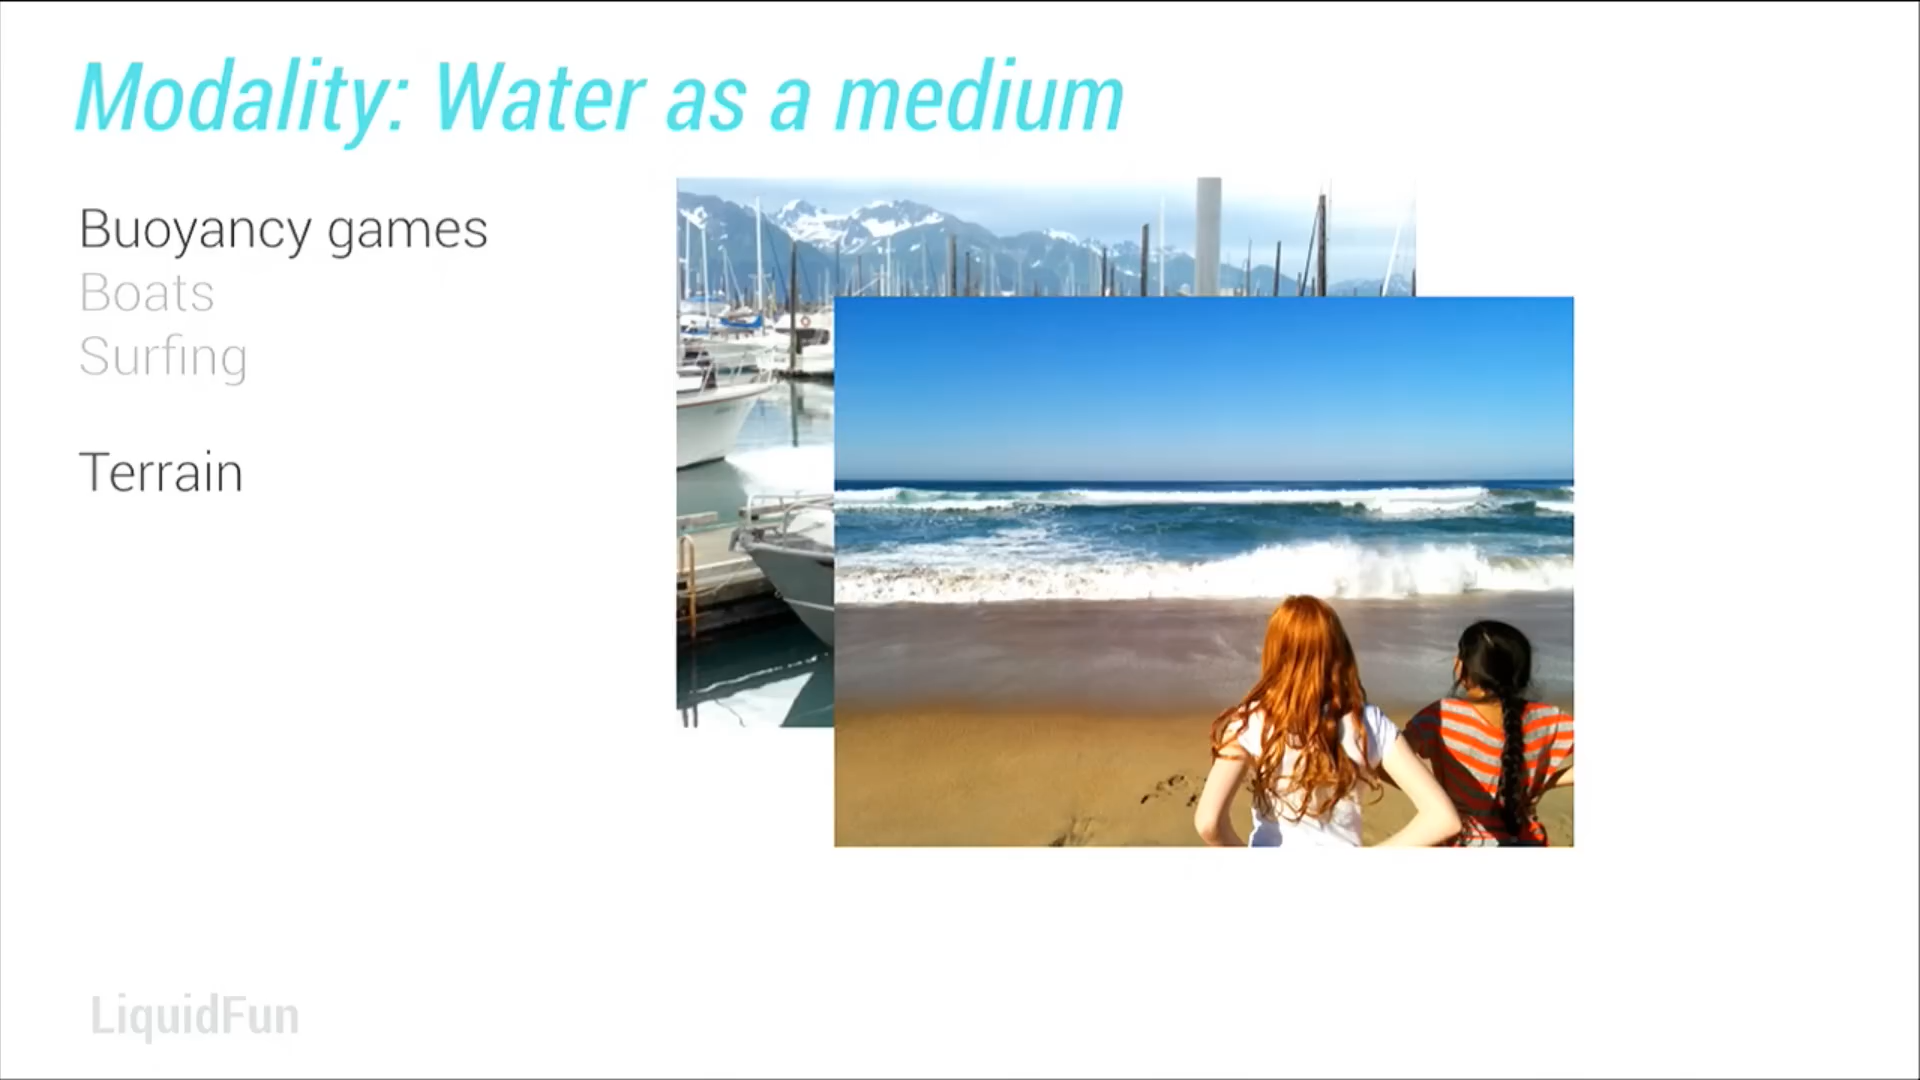 Modality: Water as a medium
Buoyancy games
Boats
Surfing
Terrain
LiquidFun